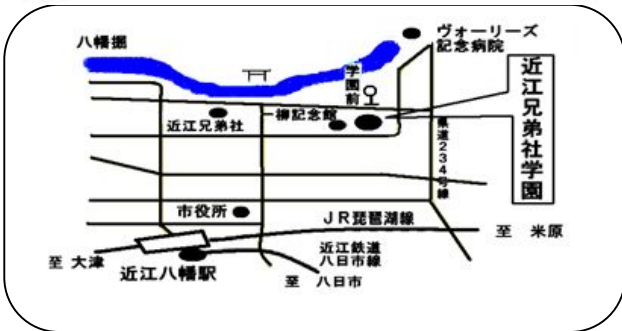 八幡掘
ヴォーリズ
記念病院
学園前
近江兄弟社学園
近江兄弟社
一柳記念館
県道234号線
市役所
JR琵琶湖線
至 米原
至 大津
近江鉄道
八日市線
近江八幡駅
至 八日市